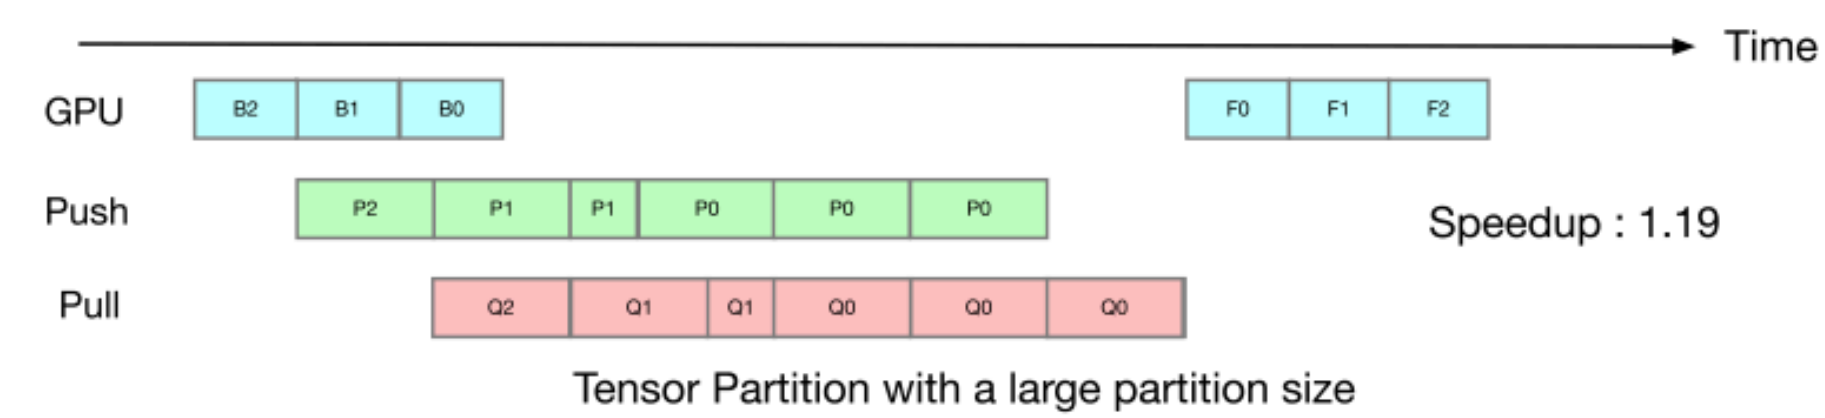 Time
GPU B2 B1 B0 F0 F1 F2
Push P2 P1 P1 P0 P0 P0
Speedup : 1.19
Pull Q2 Q1 Q1 Q0 Q0 Q0
Tensor Partition with a large partition size